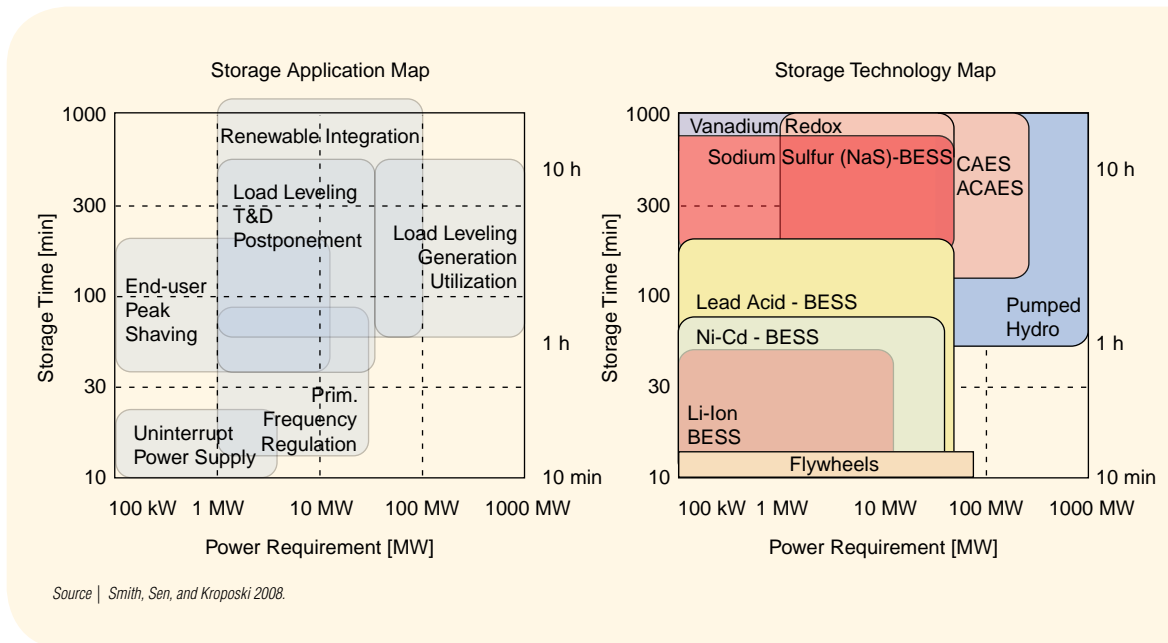 Storage Application Map
1000
300
100
30
10
Storage Time [min]
Renewable Integration
Load Leveling
T&D
Postponement
Load Leveling
Generation
Utilization
End-user
Peak
Shaving
Prim.
Frequency
Regulation
Uninterrupt
Power Supply
10 h
1 h
10 min
100 kW
1 MW
10 MW
100 MW
1000 MW
Power Requirement [MW]
Storage Technology Map
1000
300
100
30
10
Storage Time [min]
Vanadium Redox
Sodium Sulfur (NaS)-BESS
CAES
ACAES
Pumped
Hydro
Lead Acid - BESS
Ni-Cd - BESS
Li-Ion
BESS
Flywheels
10 h
1 h
10 min
100 kW
1 MW
10 MW
100 MW
1000 MW
Power Requirement [MW]
Source | Smith, Sen, and Kroposki 2008.